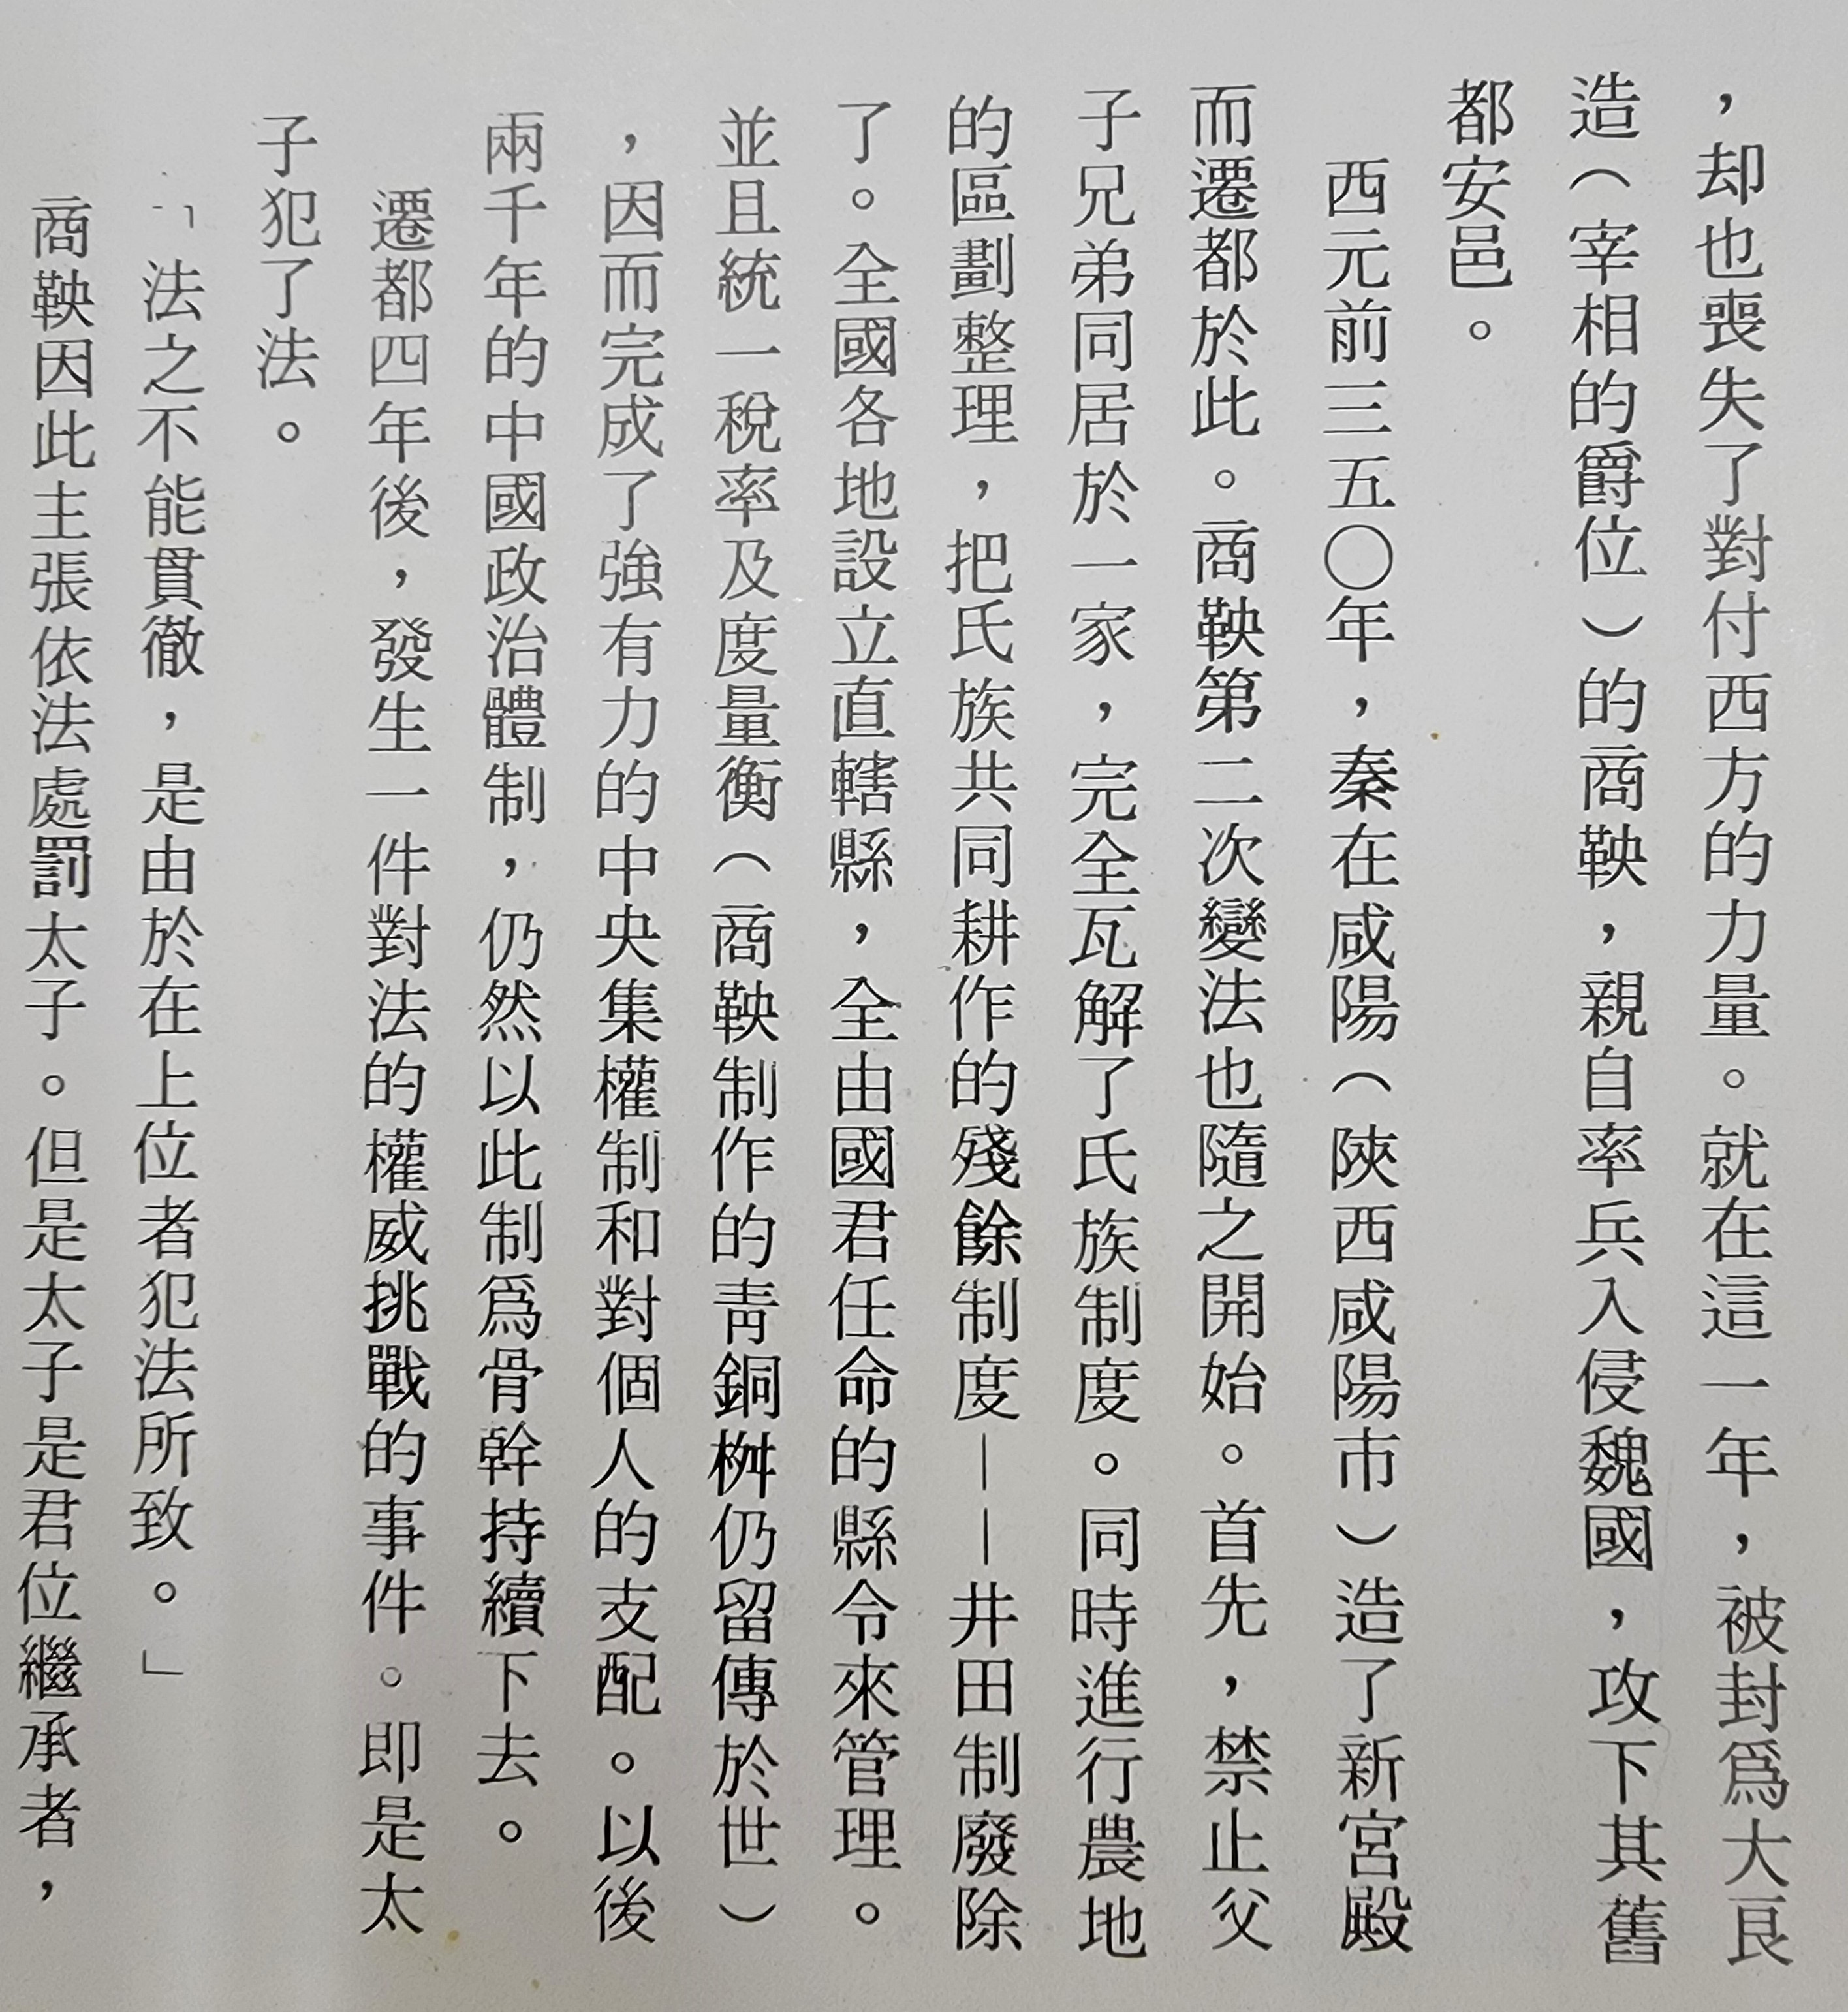 ，却也喪失了對付西方的力量。就在這一年，被封爲大良
造（宰相的爵位）的商鞅，親自率兵入侵魏國，攻下其舊
都安邑。
西元前三五〇年，秦在咸陽（陝西咸陽市）造了新宮殿
而遷都於此。商鞅第二次變法也隨之開始。首先，禁止父
子兄弟同居於一家，完全瓦解了氏族制度。同時進行農地
的區劃整理，把氏族共同耕作的殘餘制度——井田制廢除
了。全國各地設立直轄縣，全由國君任命的縣令來管理。
並且統一稅率及度量衡（商鞅制作的靑銅桝仍留傳於世）
，因而完成了強有力的中央集權制和對個人的支配。以後
兩千年的中國政治體制，仍然以此制爲骨幹持續下去。
遷都四年後，發生一件對法的權威挑戰的事件。即是太
子犯了法。
「法之不能貫徹，是由於在上位者犯法所致。」
商鞅因此主張依法處罰太子。但是太子是君位繼承者，